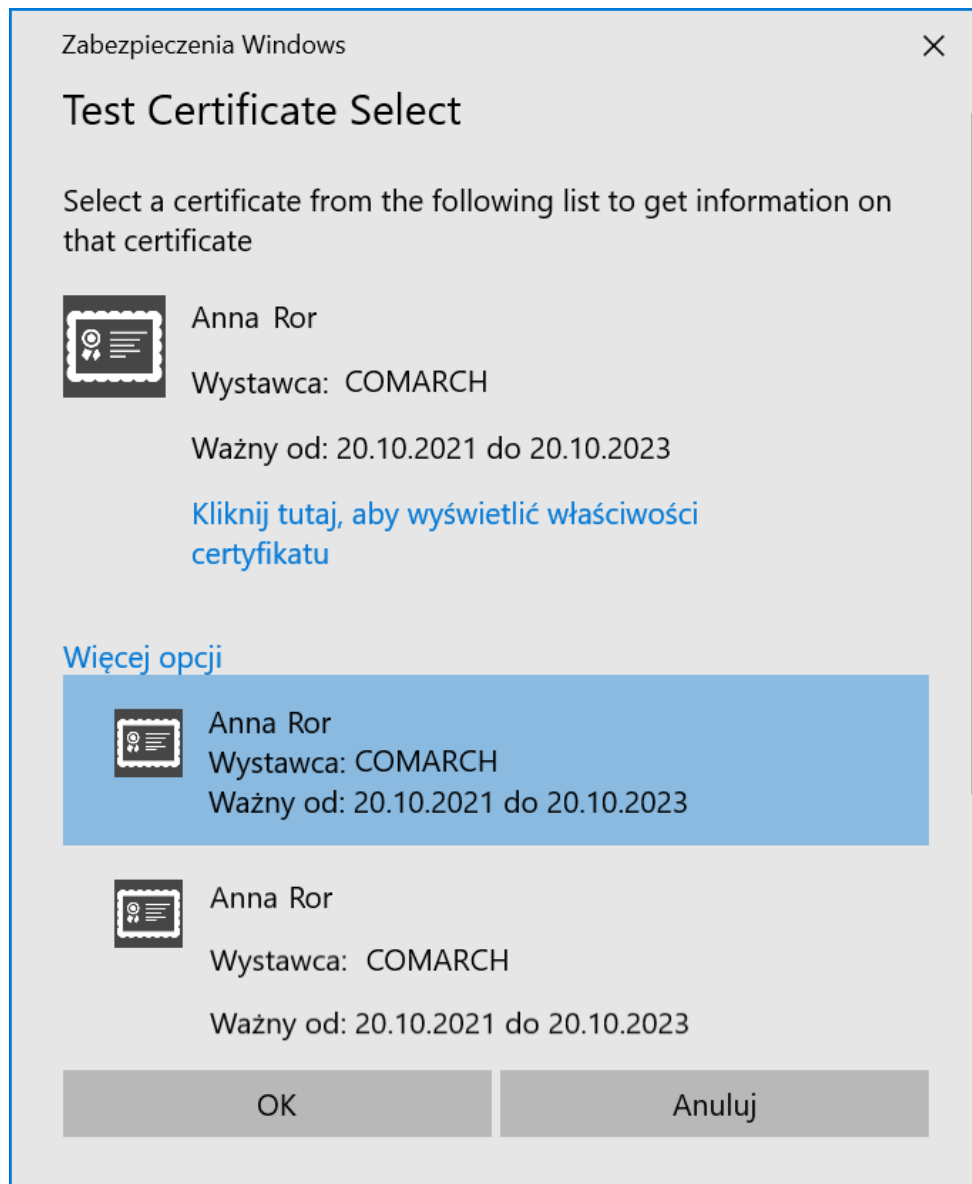 Zabezpieczenia Windows
Test Certificate Select
Select a certificate from the following list to get information on
that certificate
Anna Ror
Wystawca: COMARCH
Ważny od: 20.10.2021 do 20.10.2023
Kliknij tutaj, aby wyświetlić właściwości
certyfikatu
Więcej opcji
Anna Ror
Wystawca: COMARCH
Ważny od: 20.10.2021 do 20.10.2023
Anna Ror
Wystawca: COMARCH
Ważny od: 20.10.2021 do 20.10.2023
OK
Anuluj